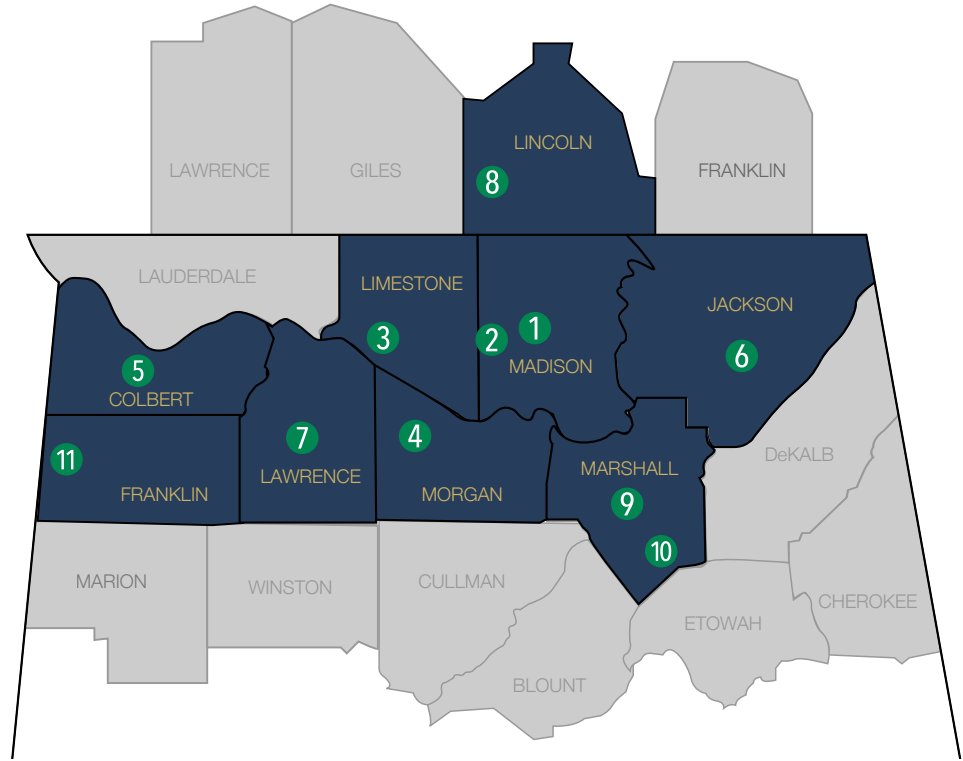 LINCOLN
LAWRENCE
GILES
FRANKLIN
8
LAUDERDALE
LIMESTONE
JACKSON
1
3
2
6
MADISON
5
COLBERT
7
4
11
DeKALB
MARSHALL
LAWRENCE
FRANKLIN
MORGAN
9
10
MARION
CULLMAN
WINSTON
CHEROKEE
ETOWAH
BLOUNT